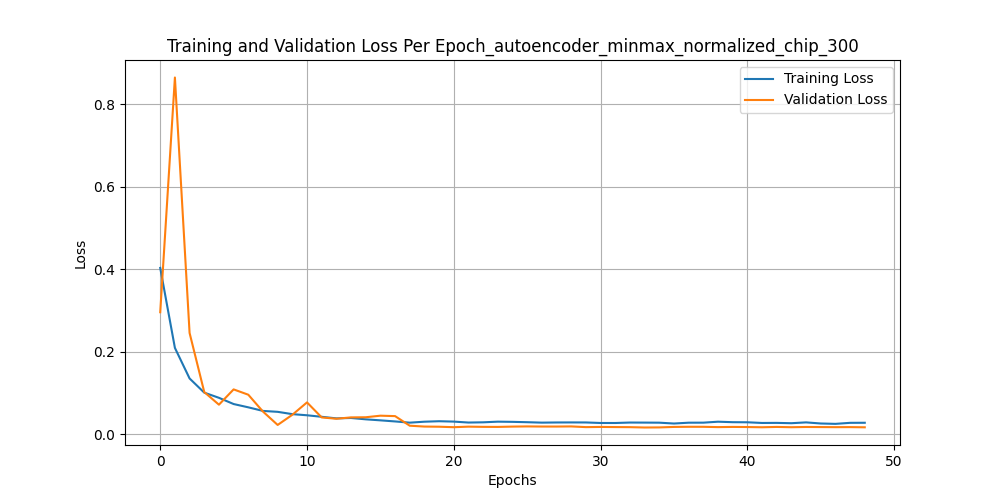 Training and Validation Loss Per Epoch_autoencoder_minmax_normalized_chip_300
Training Loss
Validation Loss
Loss
0.8
0.6
0.4
0.2
0.0
0 10 20 30 40 50
Epochs